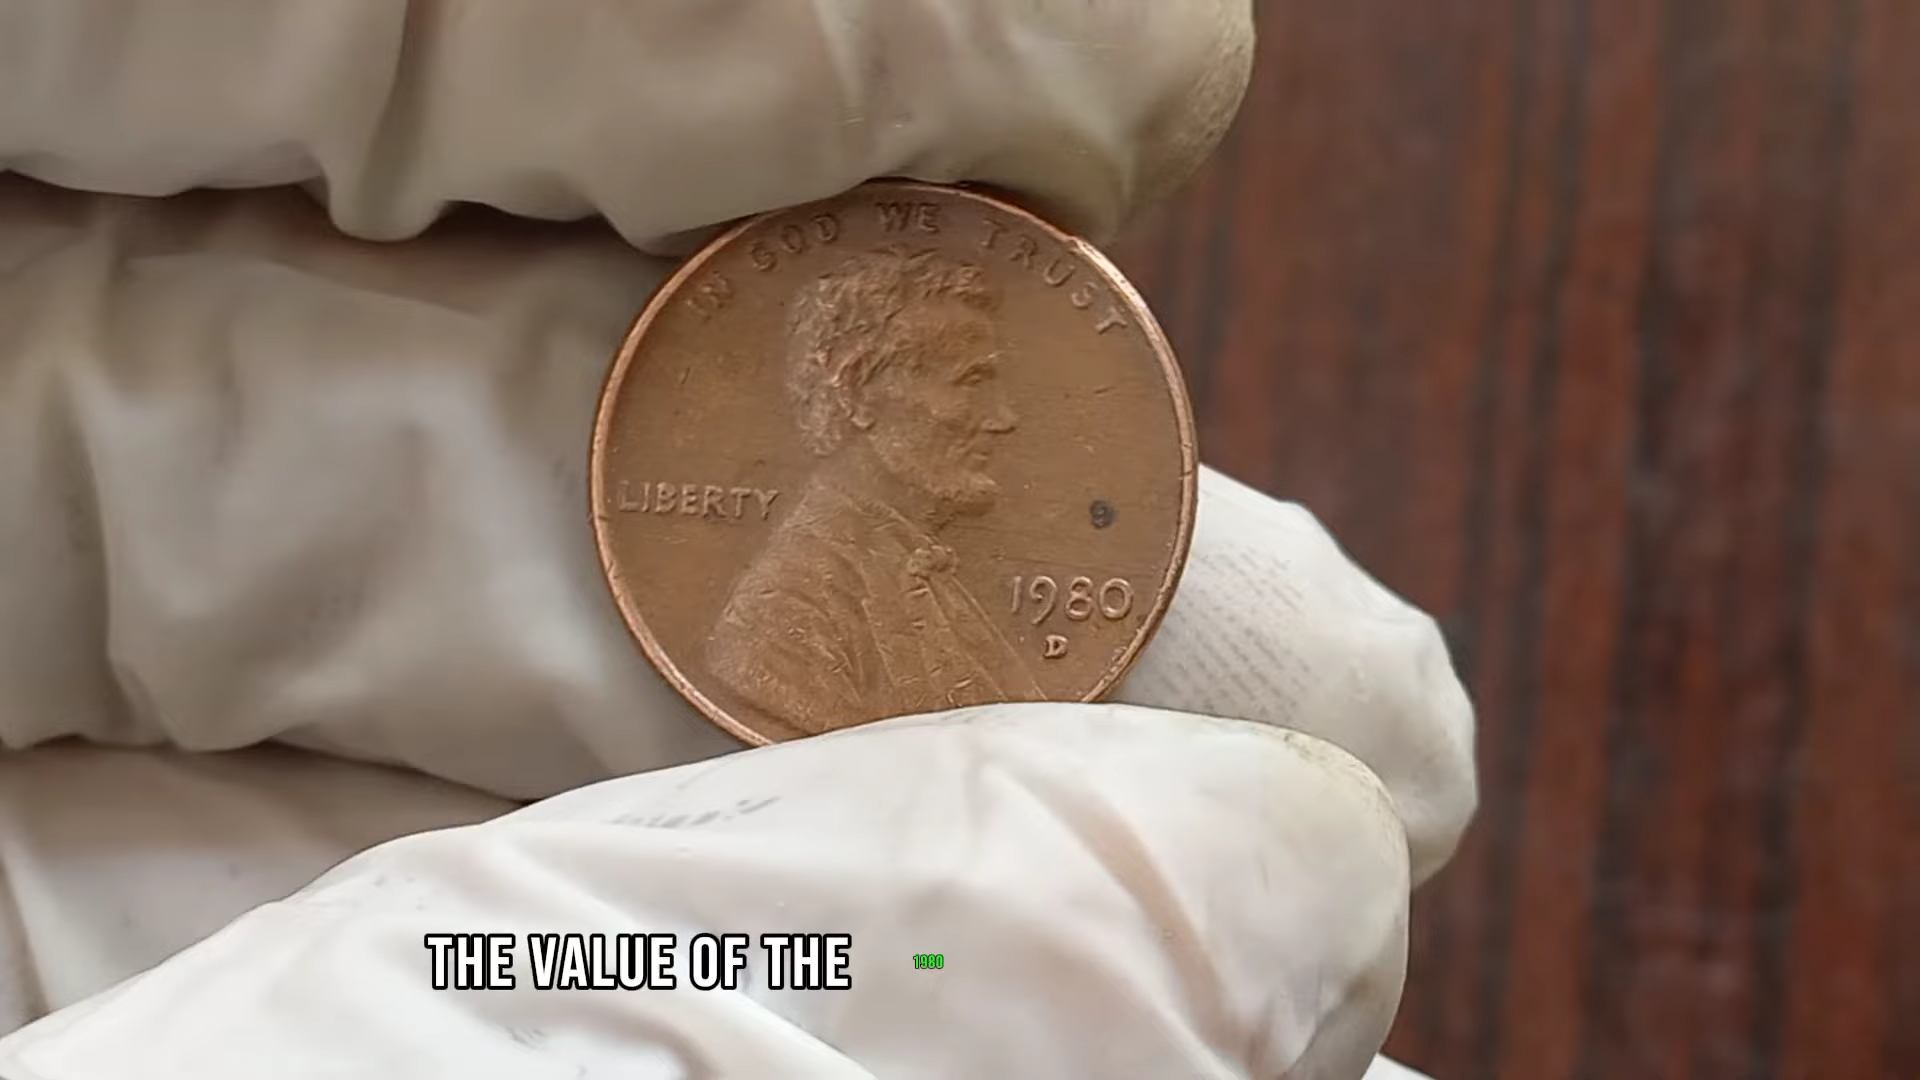 IN GOD WE TRUST
LIBERTY
1980
D
THE VALUE OF THE 1980